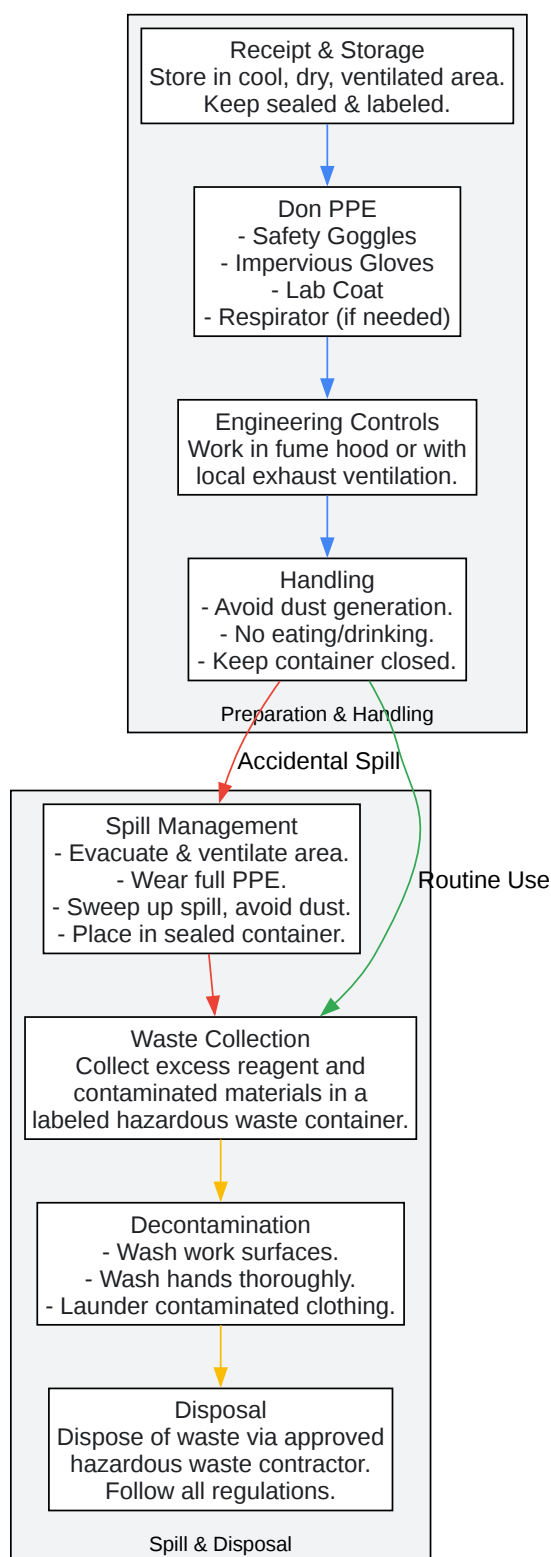 Receipt & Storage
Store in cool, dry, ventilated area.
Keep sealed & labeled.
Don PPE
- Safety Goggles
- Impervious Gloves
- Lab Coat
- Respirator (if needed)
Engineering Controls
Work in fume hood or with
local exhaust ventilation.
Handling
- Avoid dust generation.
- No eating/drinking.
- Keep container closed.
Preparation & Handling
Accidental Spill
Spill Management
- Evacuate & ventilate area.
- Wear full PPE.
- Sweep up spill, avoid dust.
- Place in sealed container.
Routine Use
Waste Collection
Collect excess reagent and
contaminated materials in a
labeled hazardous waste container.
Decontamination
- Wash work surfaces.
- Wash hands thoroughly.
- Launder contaminated clothing.
Disposal
Dispose of waste via approved
hazardous waste contractor.
Follow all regulations.
Spill & Disposal